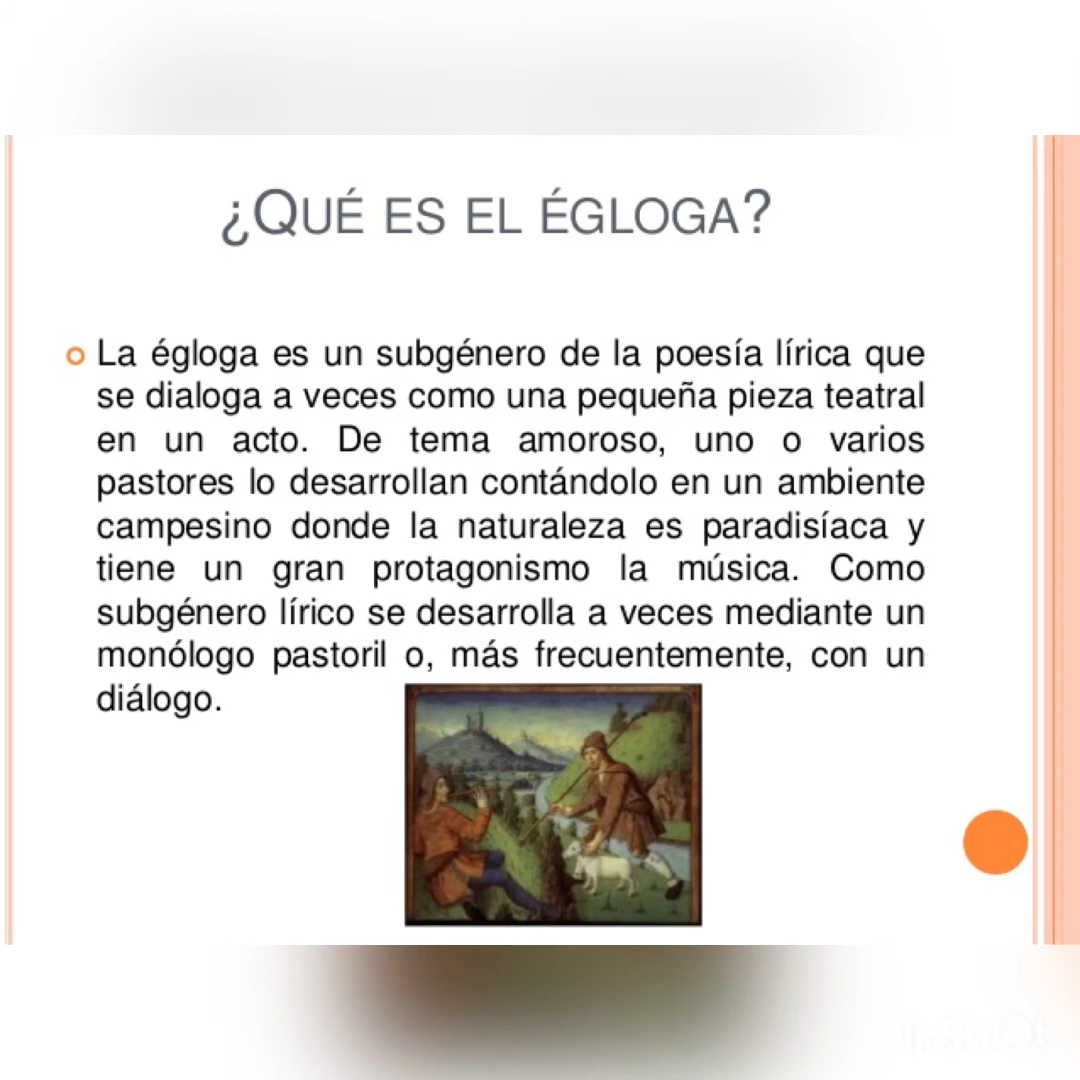 ¿QUÉ ES EL ÉGLOGA?
La égloga es un subgénero de la poesía lírica que
se dialoga a veces como una pequeña pieza teatral
en un acto. De tema amoroso, uno o varios
pastores lo desarrollan contándolo en un ambiente
campesino donde la naturaleza es paradisíaca y
tiene un gran protagonismo la música. Como
subgénero lírico se desarrolla a veces mediante un
monólogo pastoril o, más frecuentemente, con un
diálogo.